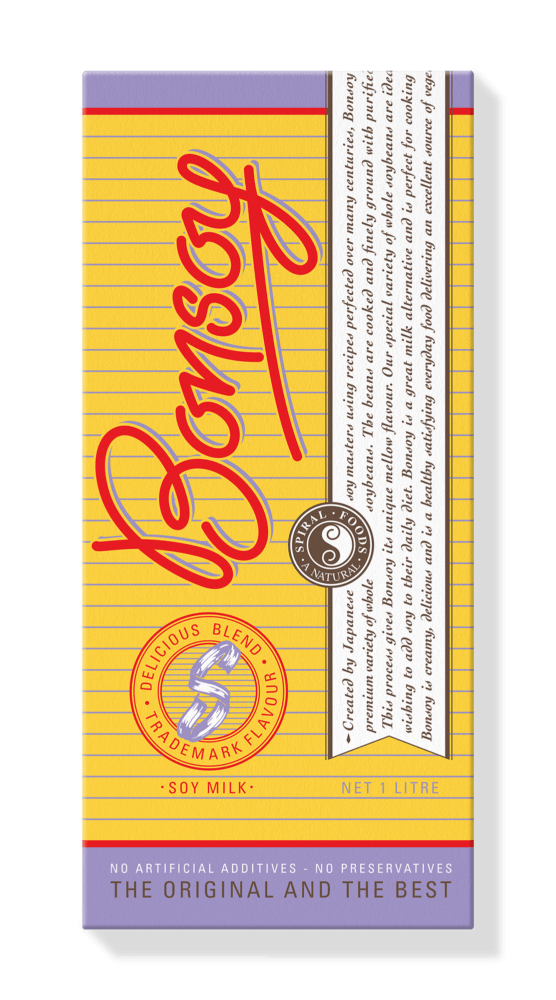 Bonsoy
Created by Japanese soy masters using recipes perfected over many centuries, Bonsoy
premium variety of whole soybeans. The beans are cooked and finely ground with purified
This process gives Bonsoy its unique mellow flavour. Our special variety of whole soybeans are
wishing to add soy to their daily diet. Bonsoy is a great milk alternative and is perfect for cooking
Bonsoy is creamy, delicious and is a healthy satisfying everyday food delivering an excellent source of
SPIRAL · FOODS
· A NATURAL ·
· DELICIOUS BLEND ·
TRADEMARK FLAVOUR
S
·SOY MILK·
NET 1 LITRE
NO ARTIFICIAL ADDITIVES - NO PRESERVATIVES
THE ORIGINAL AND THE BEST